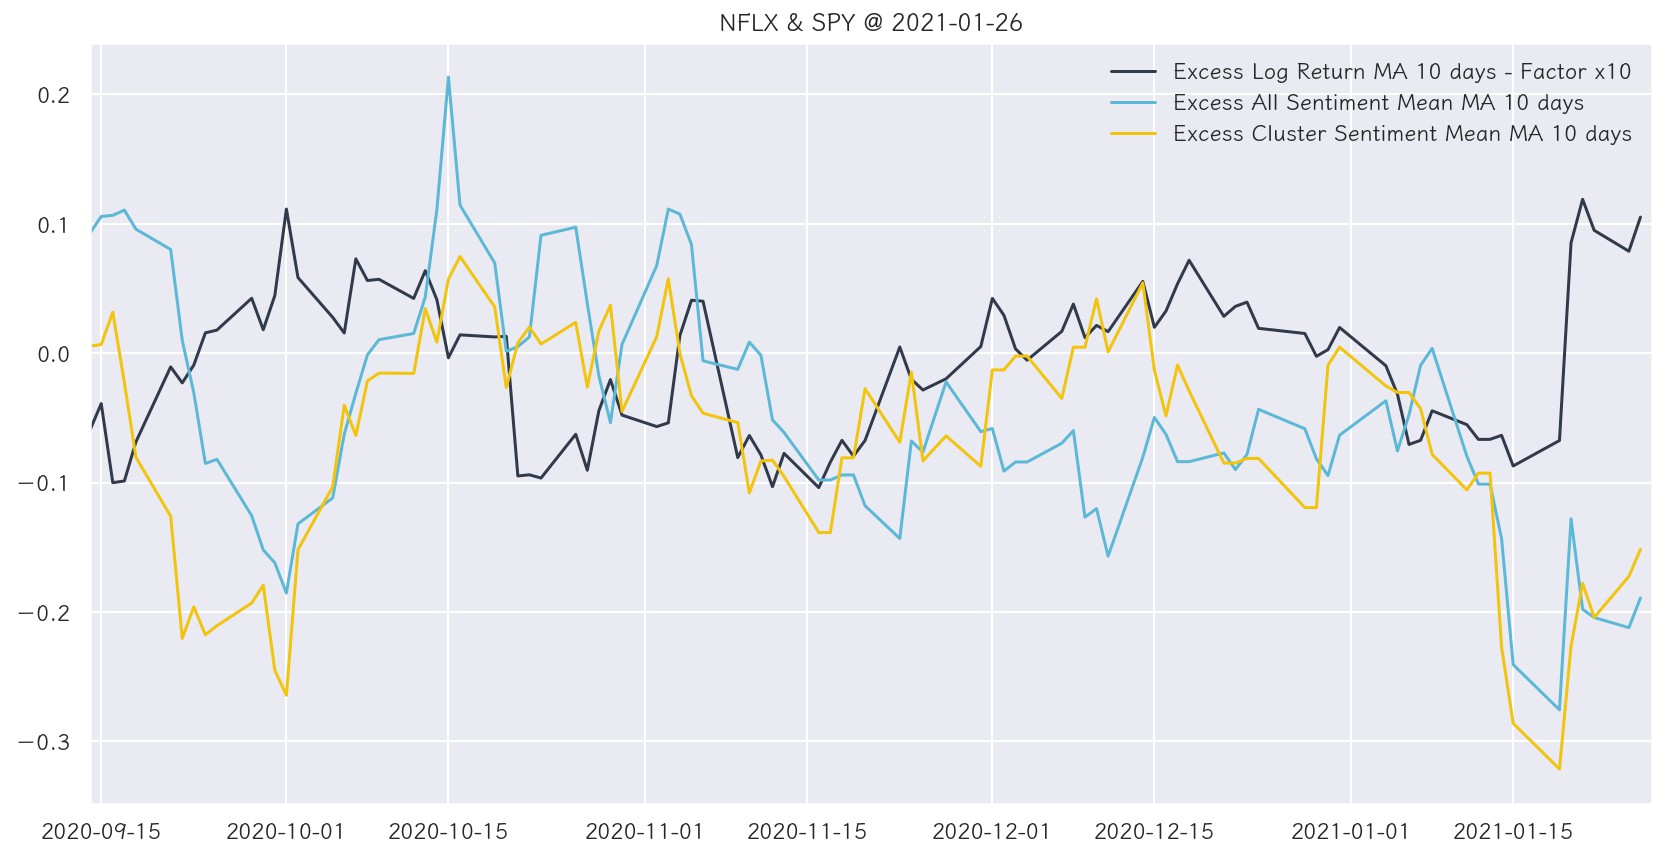 NFLX & SPY @ 2021-01-26
Excess Log Return MA 10 days - Factor x10
Excess All Sentiment Mean MA 10 days
Excess Cluster Sentiment Mean MA 10 days
0.2
0.1
0.0
−0.1
−0.2
−0.3
2020-09-15 2020-10-01 2020-10-15 2020-11-01 2020-11-15 2020-12-01 2020-12-15 2021-01-01 2021-01-15